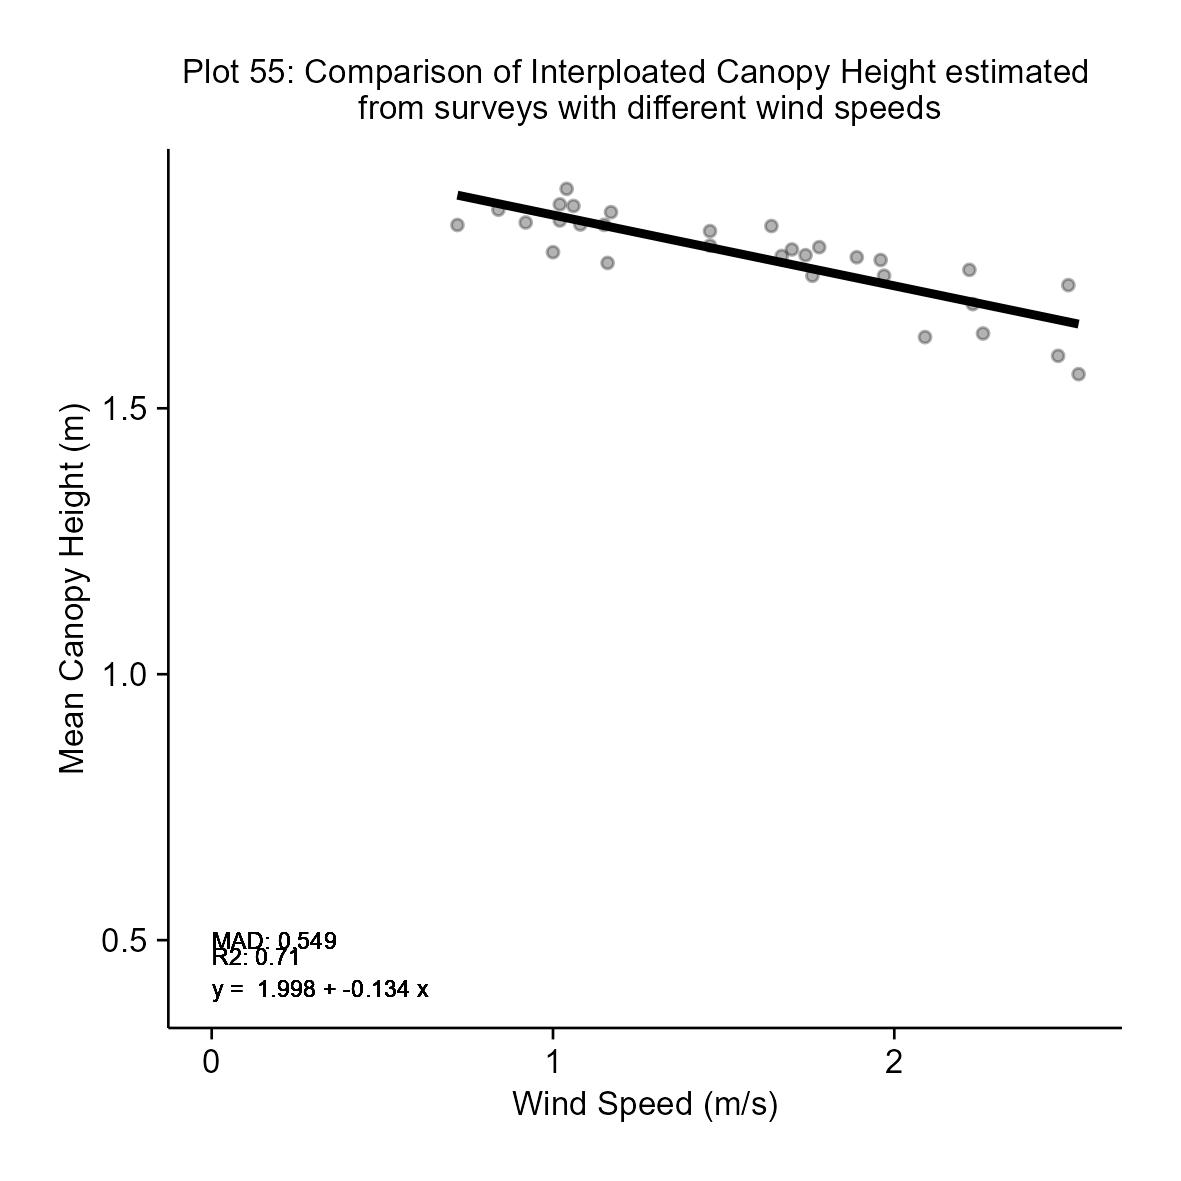 Plot 55: Comparison of Interploated Canopy Height estimated
from surveys with different wind speeds
Mean Canopy Height (m)
1.5
1.0
0.5
MAD: 0.549
R2: 0.71
y =  1.998 + -0.134 x
0
1
2
Wind Speed (m/s)